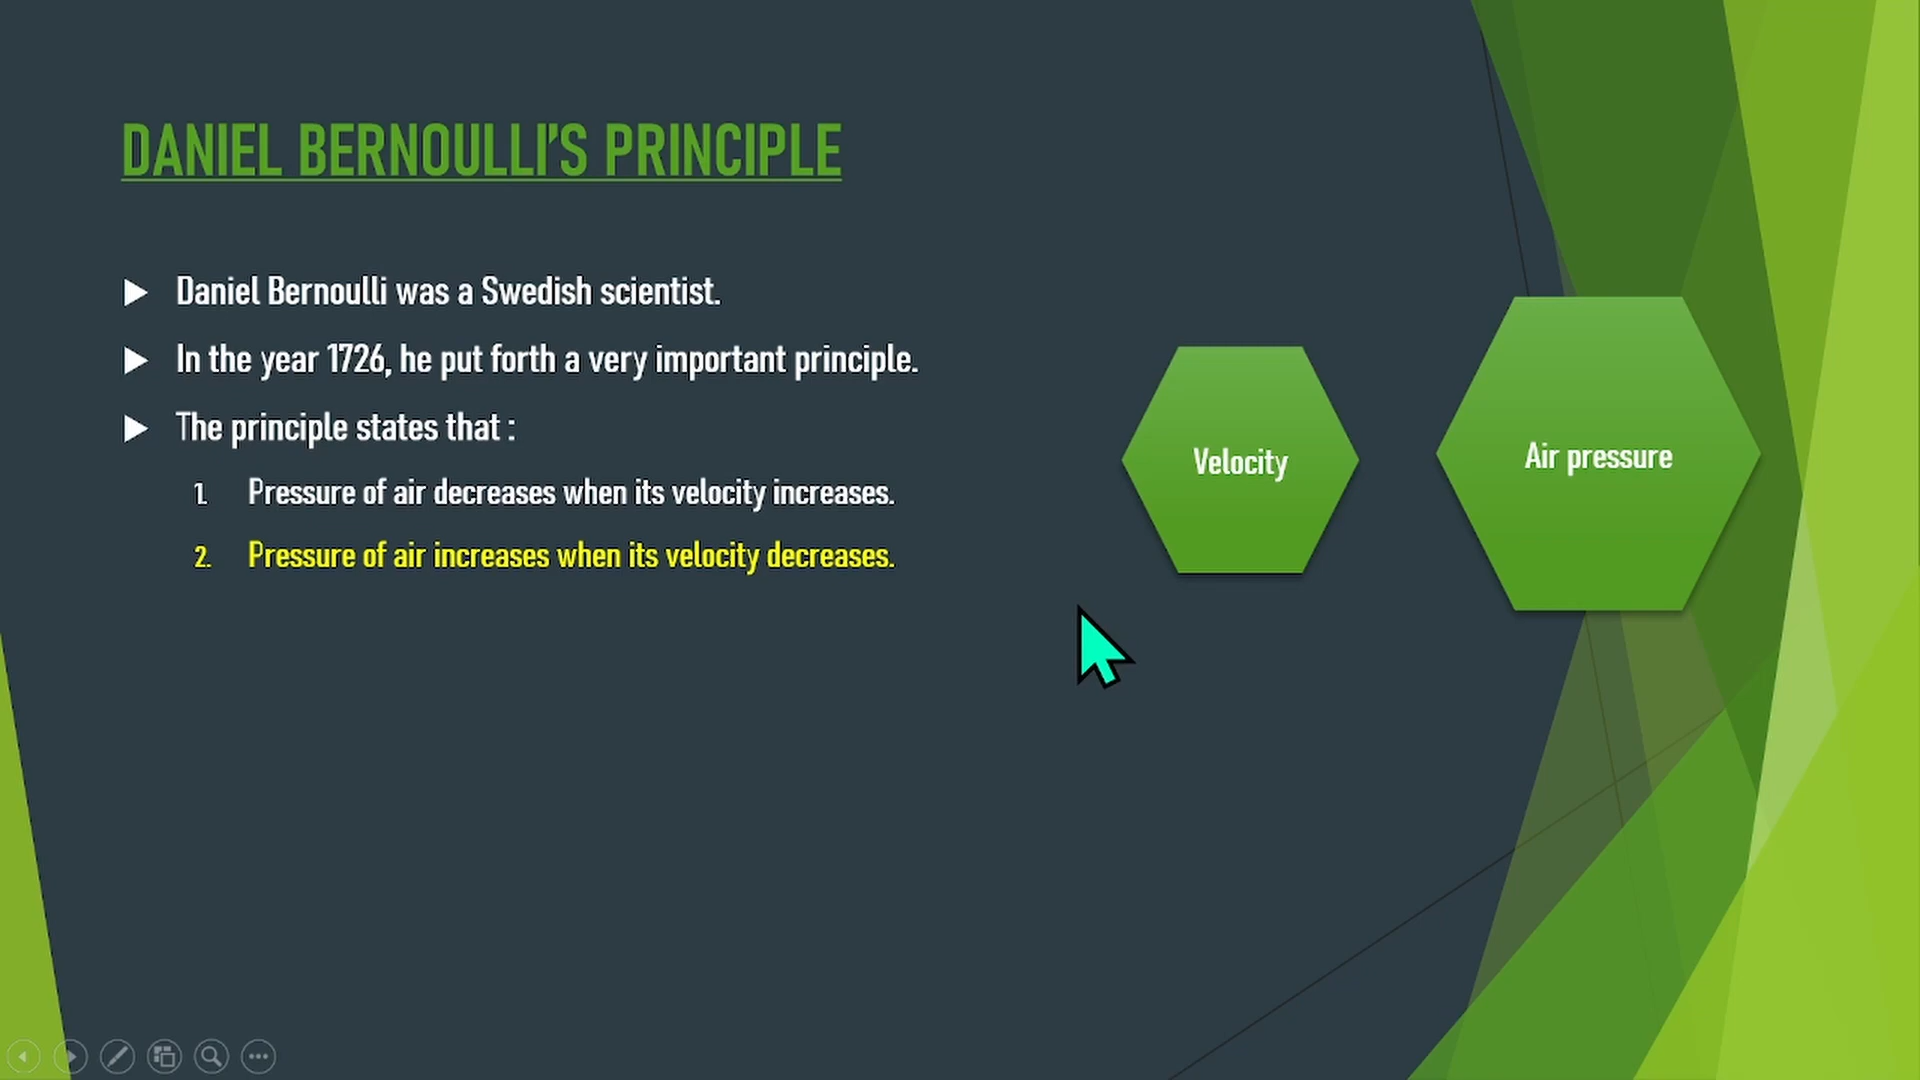 DANIEL BERNOULLI'S PRINCIPLE
Daniel Bernoulli was a Swedish scientist.
In the year 1726, he put forth a very important principle.
The principle states that :
1. Pressure of air decreases when its velocity increases.
2. Pressure of air increases when its velocity decreases.
Velocity
Air pressure